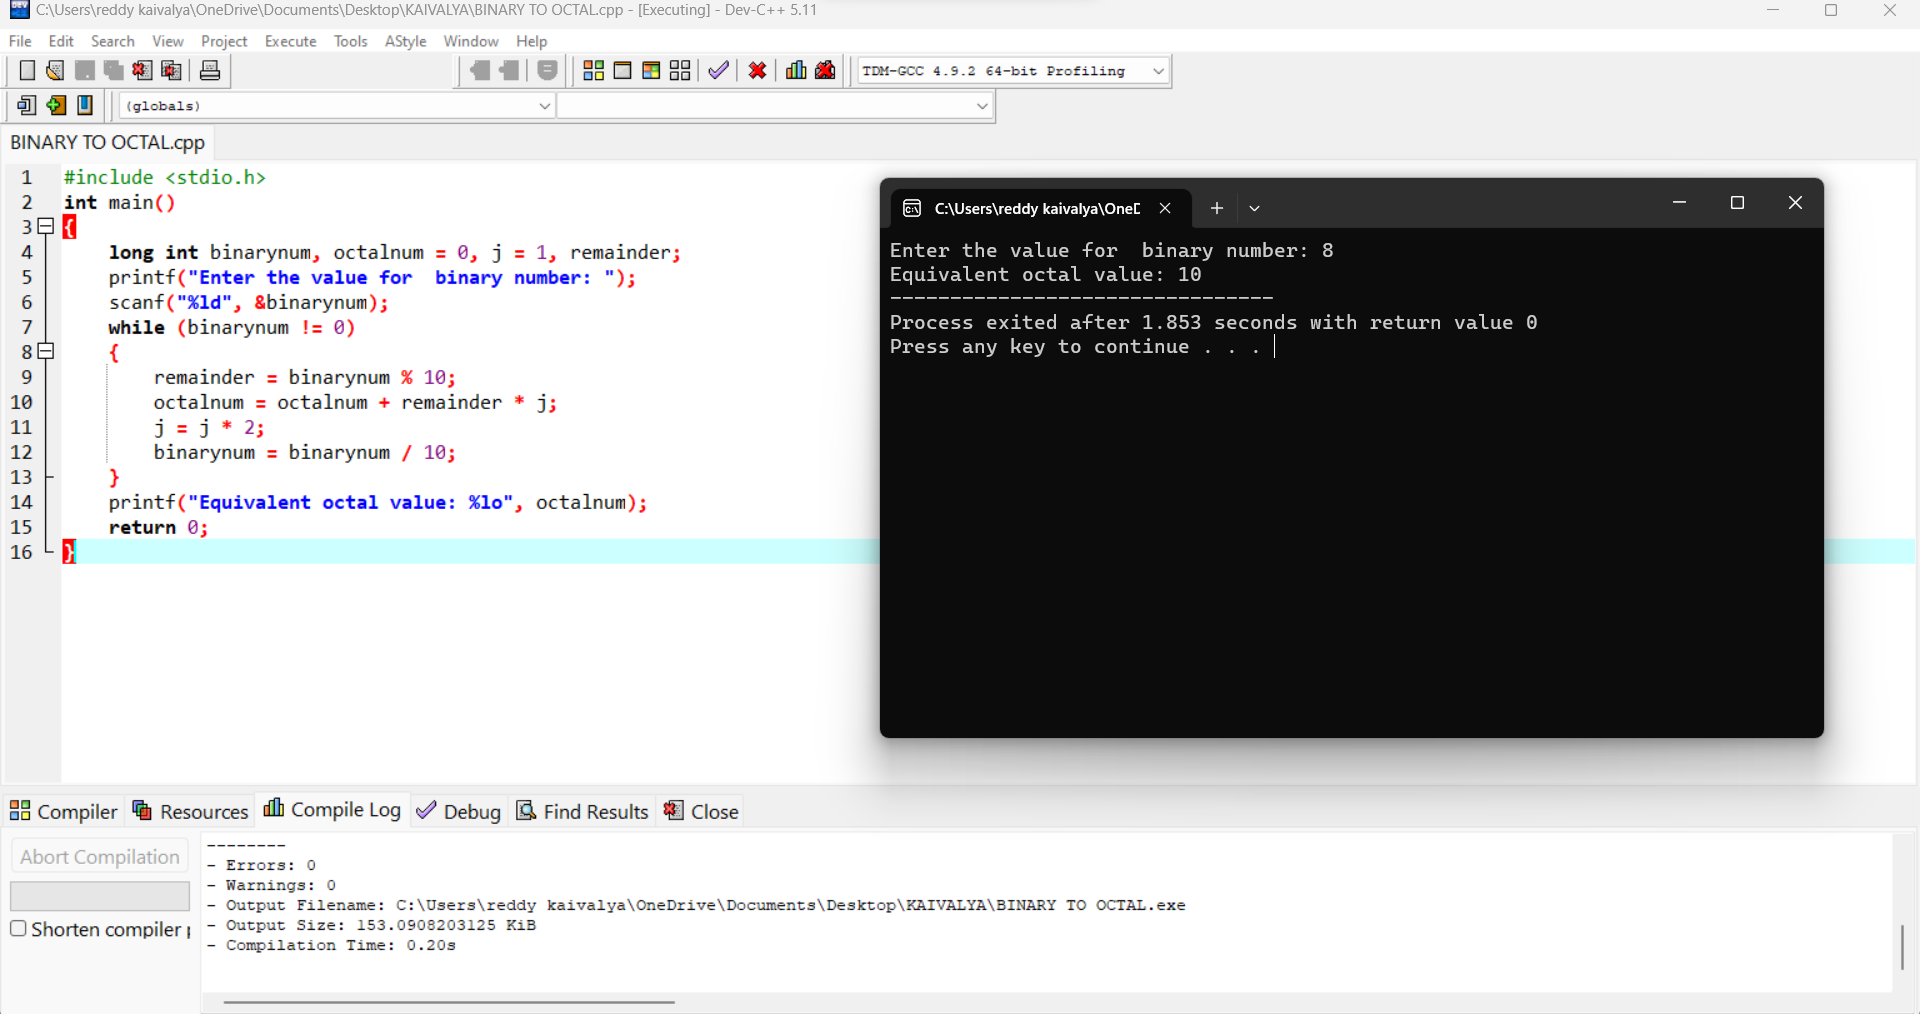 C:\Users\reddy kaivalya\OneDrive\Documents\Desktop\KAIVALYA\BINARY TO OCTAL.cpp - [Executing] - Dev-C++ 5.11
File Edit Search View Project Execute Tools AStyle Window Help
TDM-GCC 4.9.2 64-bit Profiling
(globals)
BINARY TO OCTAL.cpp
1 #include <stdio.h>
2 int main()
3 {
4 long int binarynum, octalnum = 0, j = 1, remainder;
5 printf("Enter the value for  binary number: ");
6 scanf("%ld", &binarynum);
7 while (binarynum != 0)
8 {
9 remainder = binarynum % 10;
10 octalnum = octalnum + remainder * j;
11 j = j * 2;
12 binarynum = binarynum / 10;
13 }
14 printf("Equivalent octal value: %lo", octalnum);
15 return 0;
16 }
C:\Users\reddy kaivalya\OneD
Enter the value for  binary number: 8
Equivalent octal value: 10
--------------------------------
Process exited after 1.853 seconds with return value 0
Press any key to continue . . .
Compiler Resources Compile Log Debug Find Results Close
Abort Compilation
Shorten compiler p
--------
- Errors: 0
- Warnings: 0
- Output Filename: C:\Users\reddy kaivalya\OneDrive\Documents\Desktop\KAIVALYA\BINARY TO OCTAL.exe
- Output Size: 153.0908203125 KiB
- Compilation Time: 0.20s